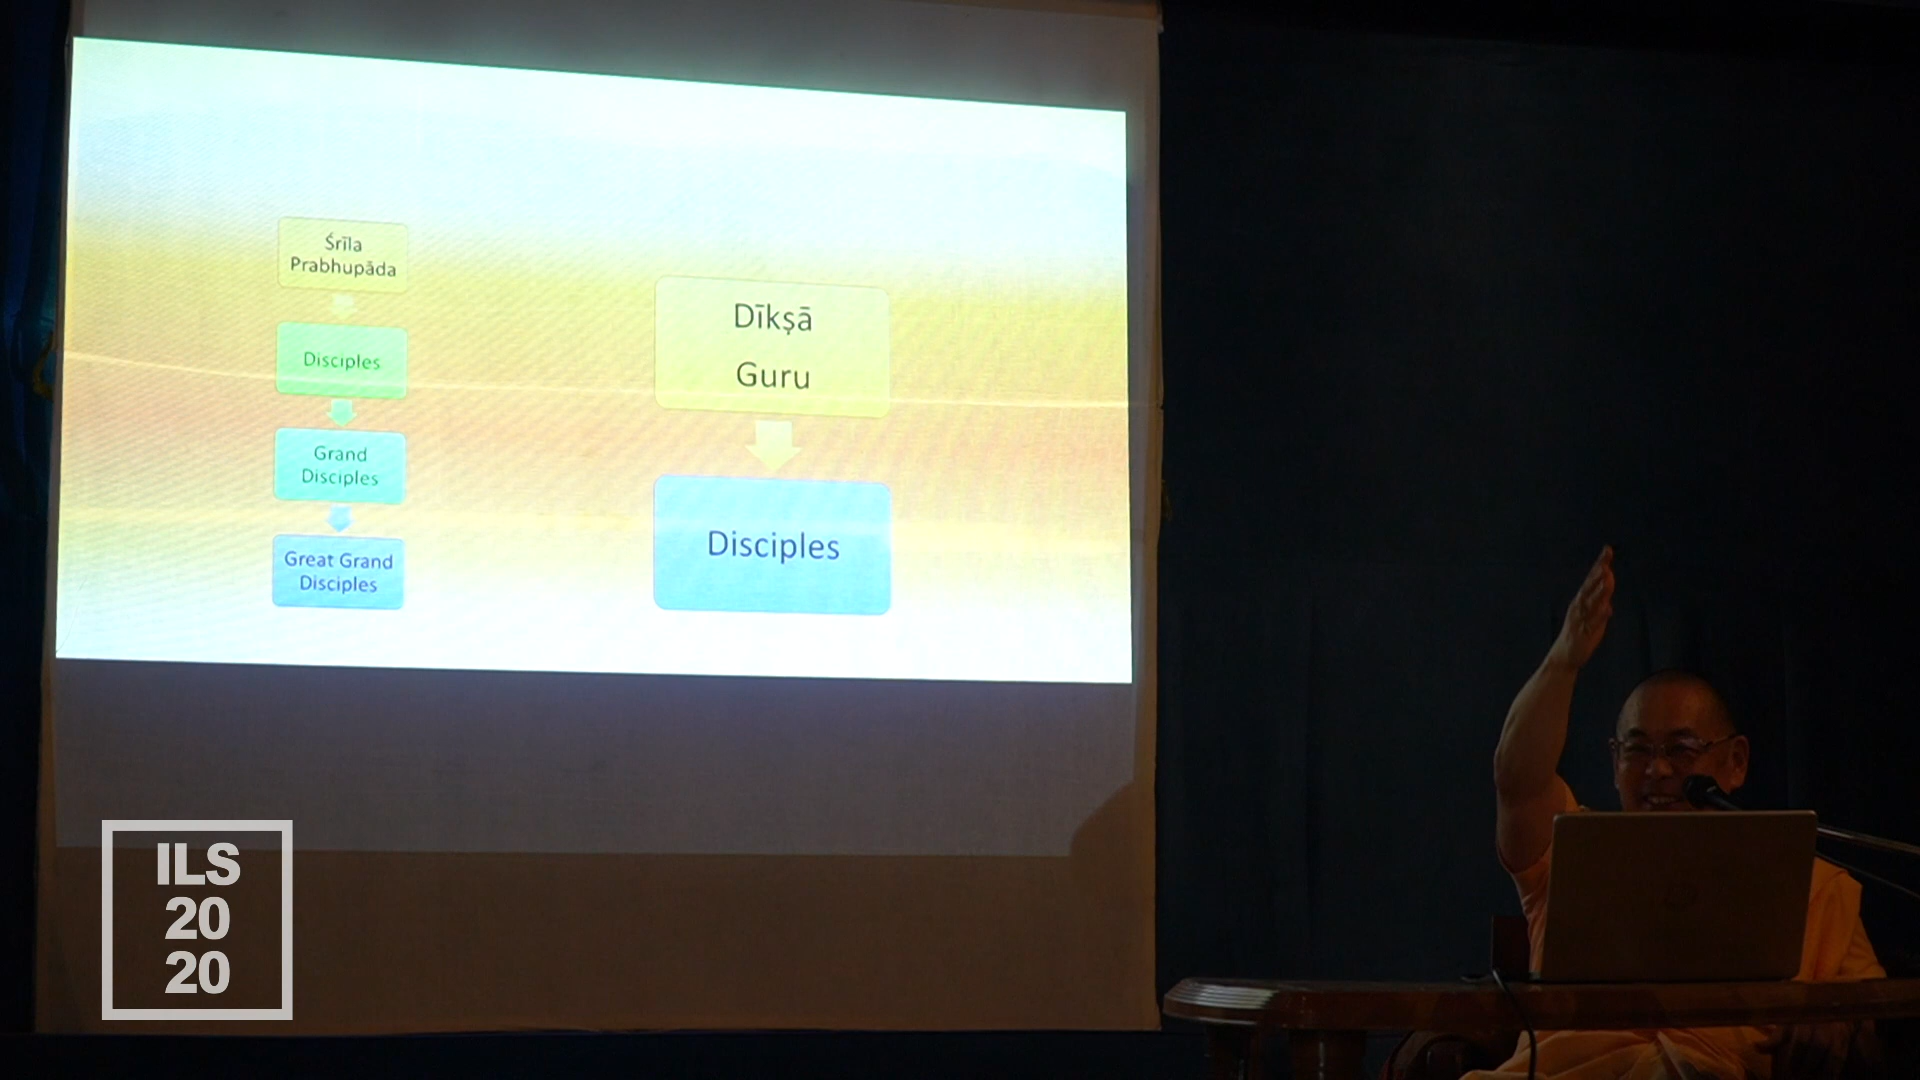 Śrīla
Prabhupāda
Disciples
Grand
Disciples
Great Grand
Disciples
Dīkṣā
Guru
Disciples
ILS
20
20